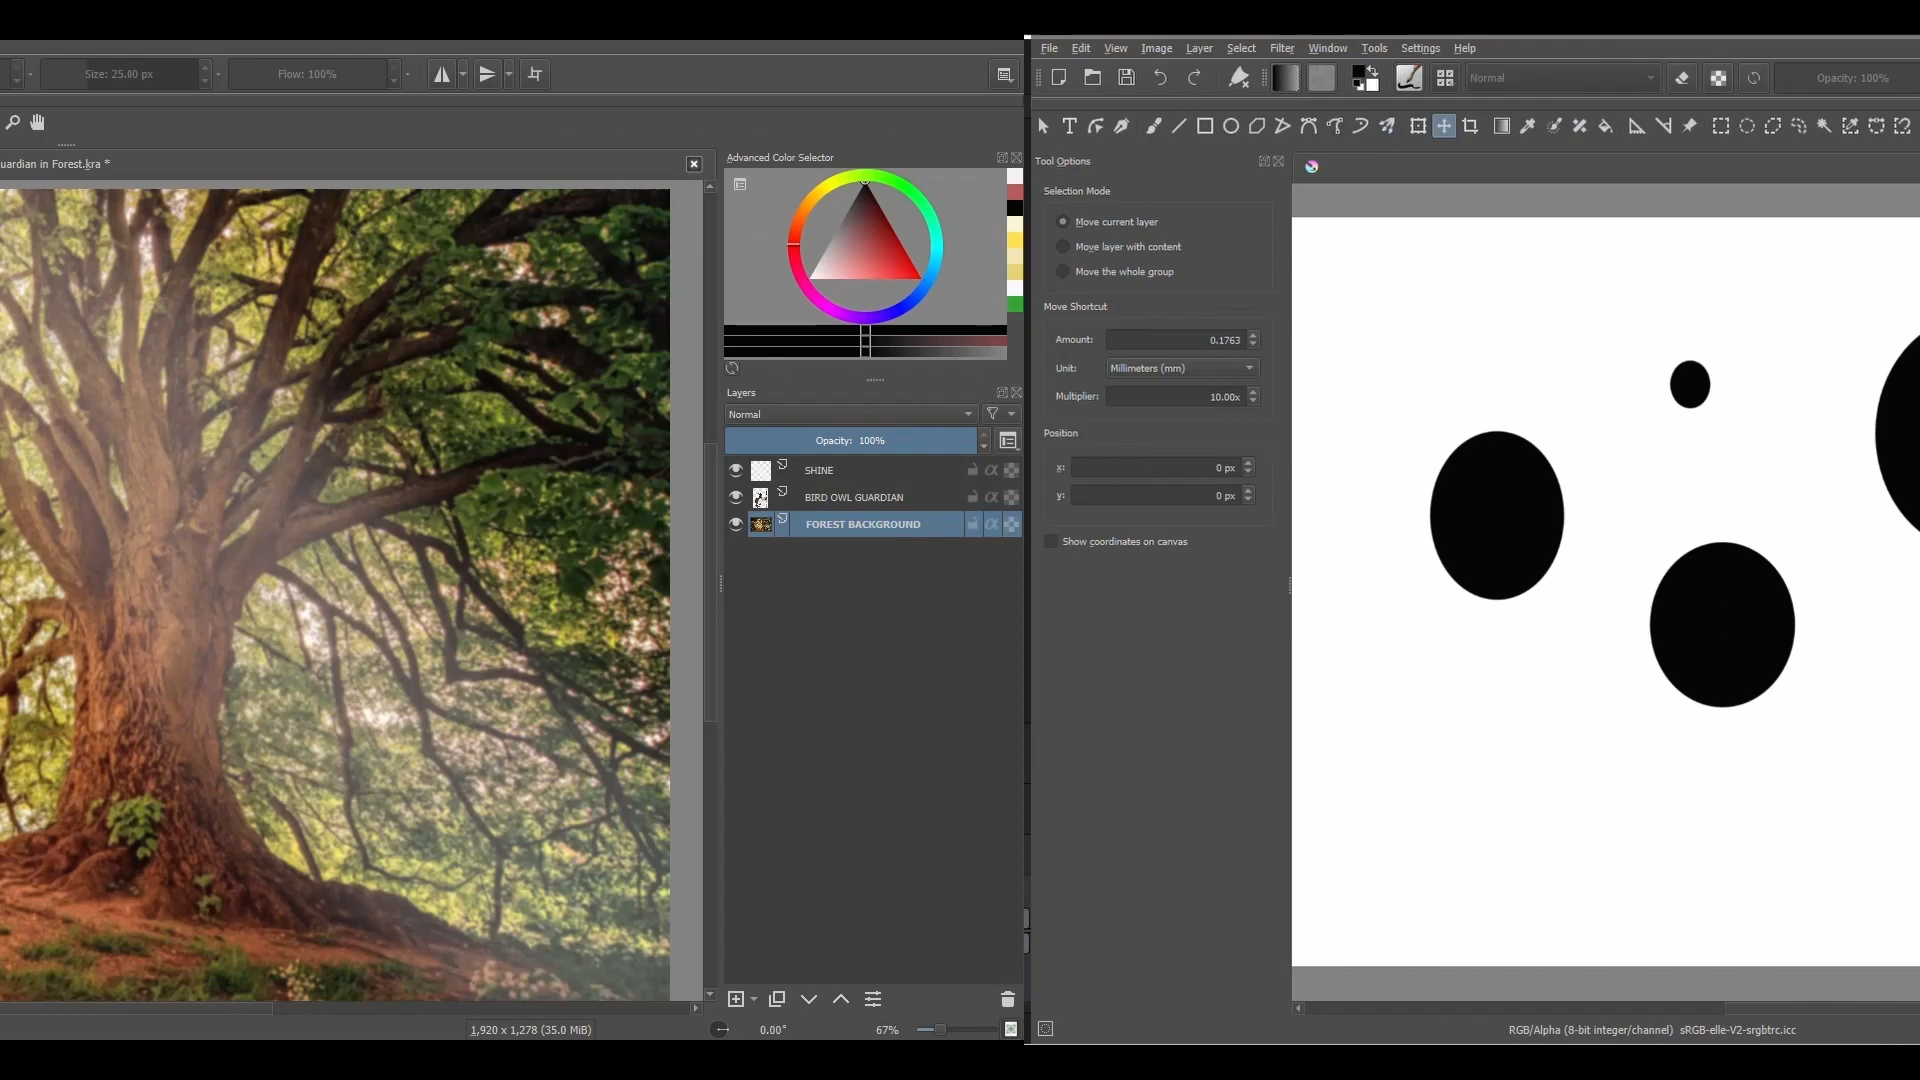 Size: 25.00 px
Flow: 100%
uardian in Forest.kra *
Advanced Color Selector
Layers
Normal
Opacity: 100%
SHINE
BIRD OWL GUARDIAN
FOREST BACKGROUND
1,920 x 1,278 (35.0 MiB)
0.00°
67%
File Edit View Image Layer Select Filter Window Tools Settings Help
Normal
Opacity: 100%
Tool Options
Selection Mode
Move current layer
Move layer with content
Move the whole group
Move Shortcut
Amount: 0.1763
Unit: Millimeters (mm)
Multiplier: 10.00x
Position
x: 0 px
y: 0 px
Show coordinates on canvas
RGB/Alpha (8-bit integer/channel) sRGB-elle-V2-srgbtrc.icc